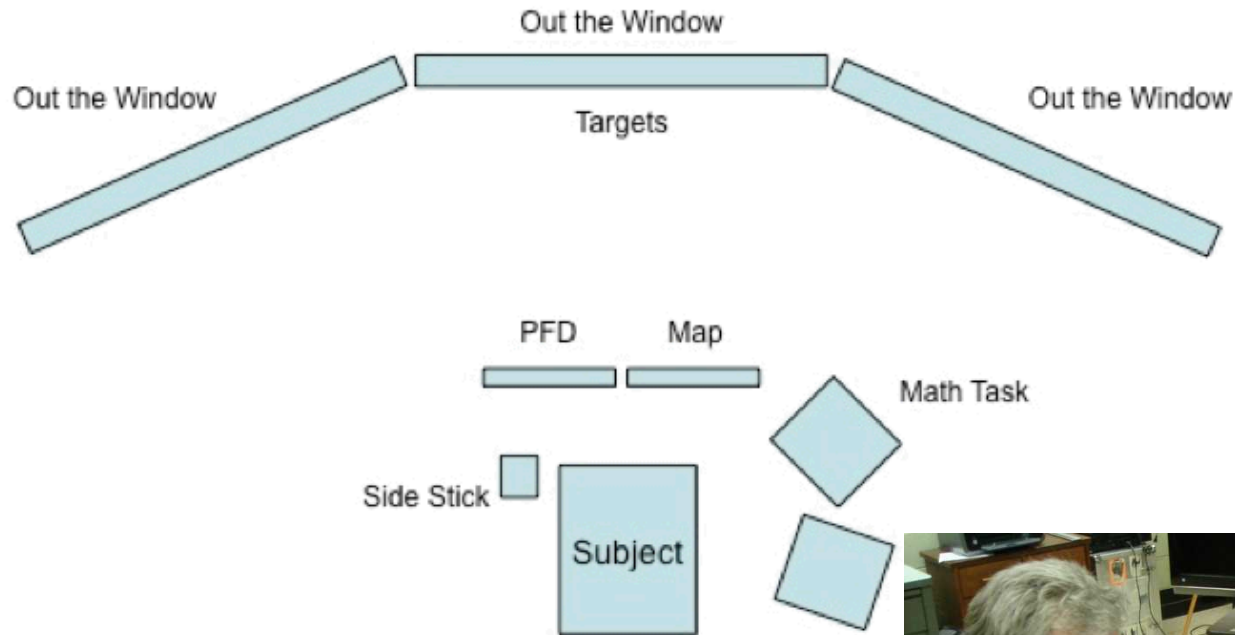 Out the Window
Out the Window
Out the Window
Targets
PFD
Map
Math Task
Side Stick
Subject